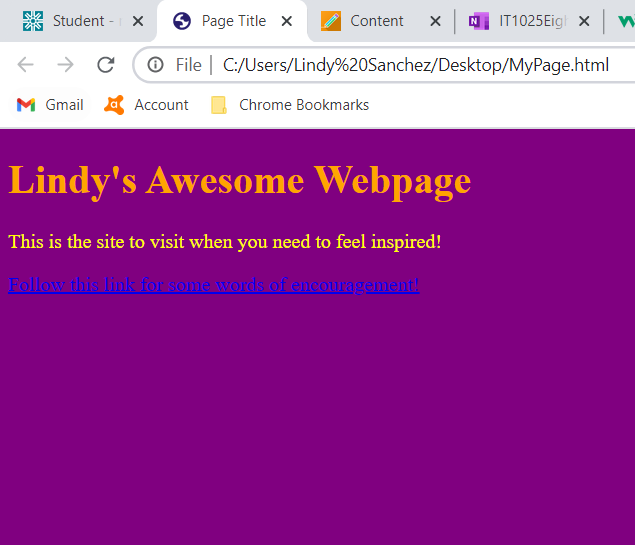 Student - Page Title Content IT1025Eigh
File C:/Users/Lindy%20Sanchez/Desktop/MyPage.html
Gmail Account Chrome Bookmarks
Lindy's Awesome Webpage
This is the site to visit when you need to feel inspired!
Follow this link for some words of encouragement!